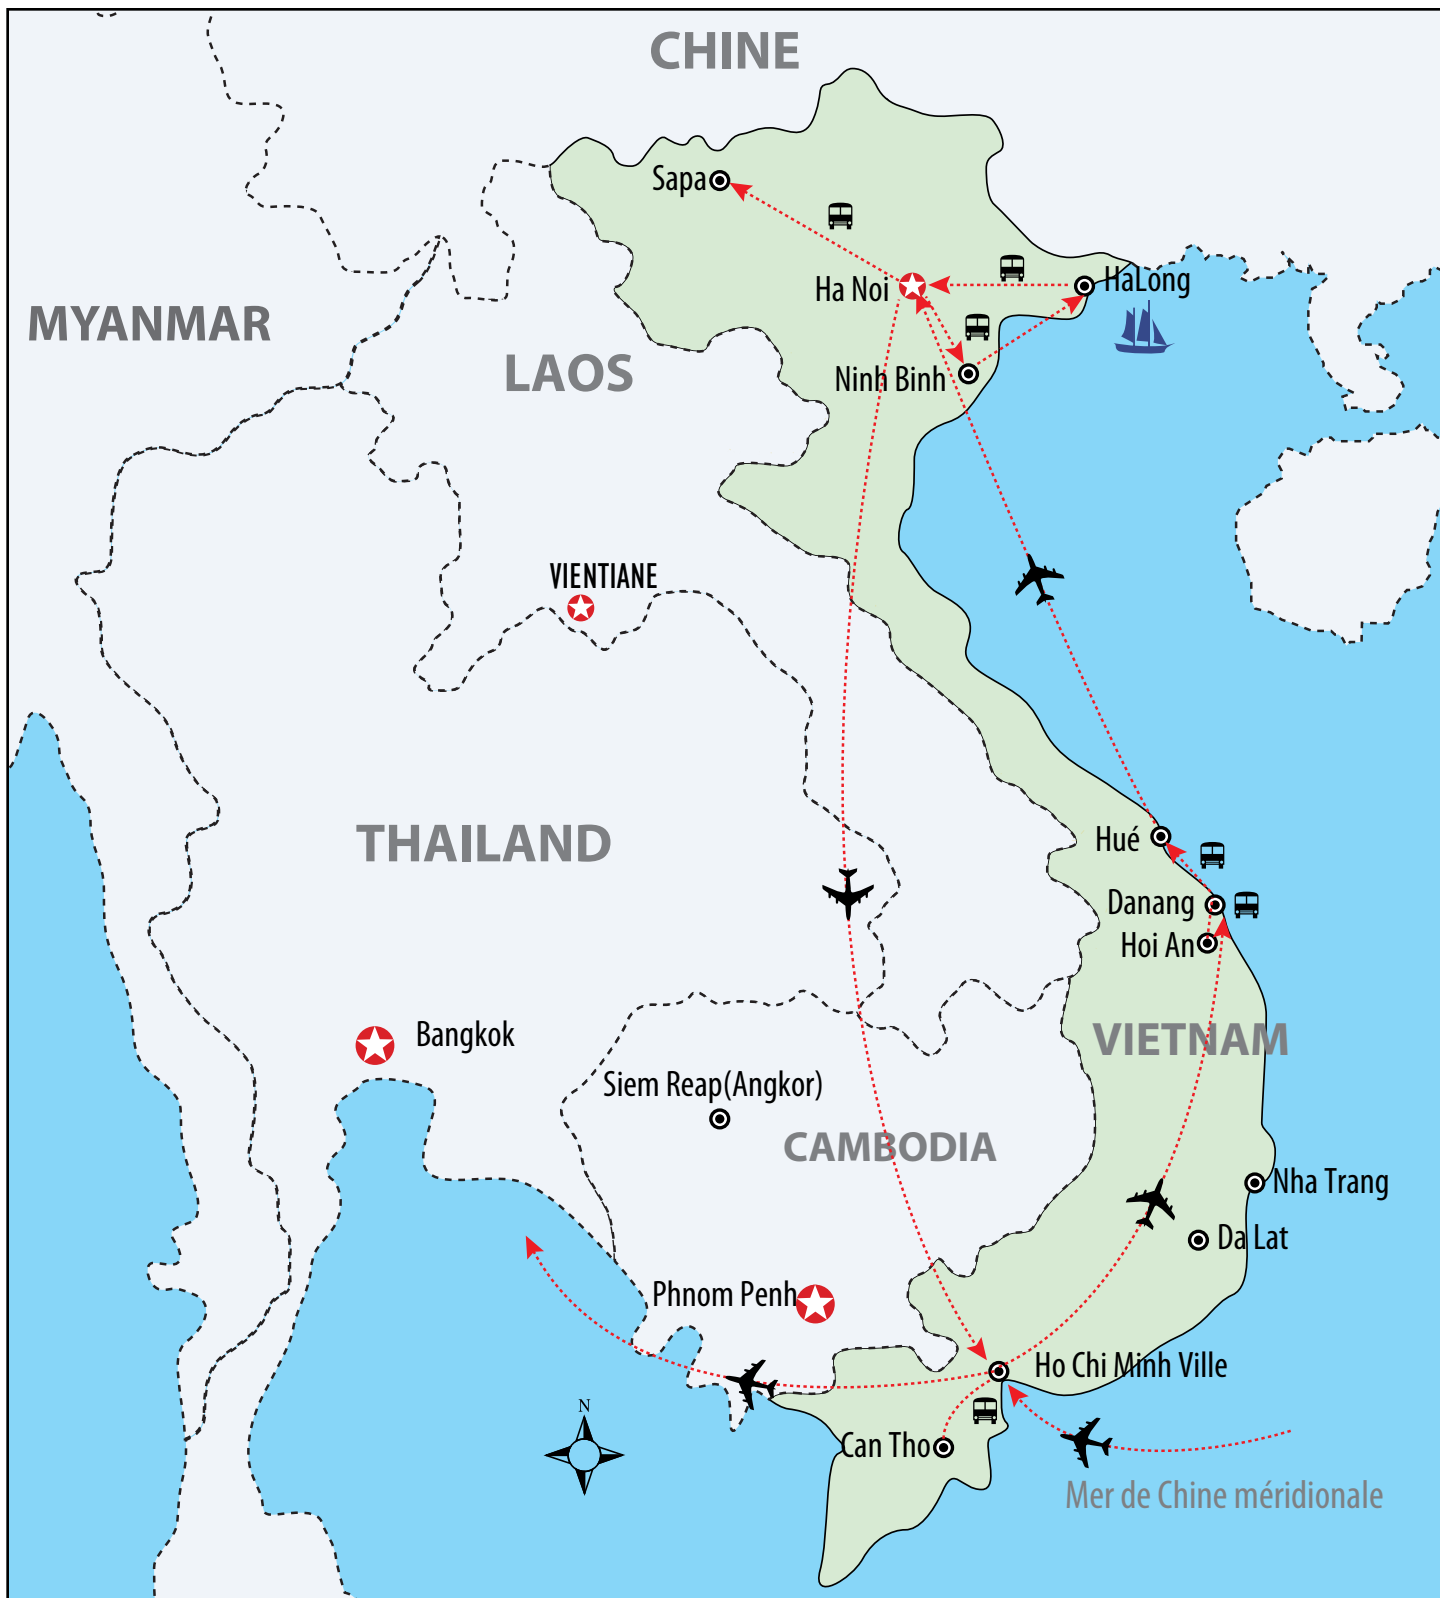 CHINE
Sapa
Ha Noi
HaLong
MYANMAR
LAOS
Ninh Binh
VIENTIANE
THAILAND
Hué
Danang
Hoi An
Bangkok
VIETNAM
Siem Reap(Angkor)
CAMBODIA
Nha Trang
Da Lat
Phnom Penh
Ho Chi Minh Ville
N
Can Tho
Mer de Chine méridionale